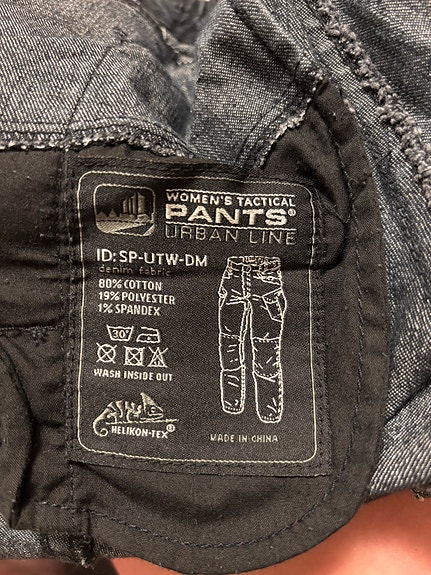 WOMEN'S TACTICAL
PANTS®
URBAN LINE
ID: SP-UTW-DM
denim fabric
80% COTTON
19% POLYESTER
1% SPANDEX
30°
WASH INSIDE OUT
HELIKON-TEX®
MADE IN CHINA